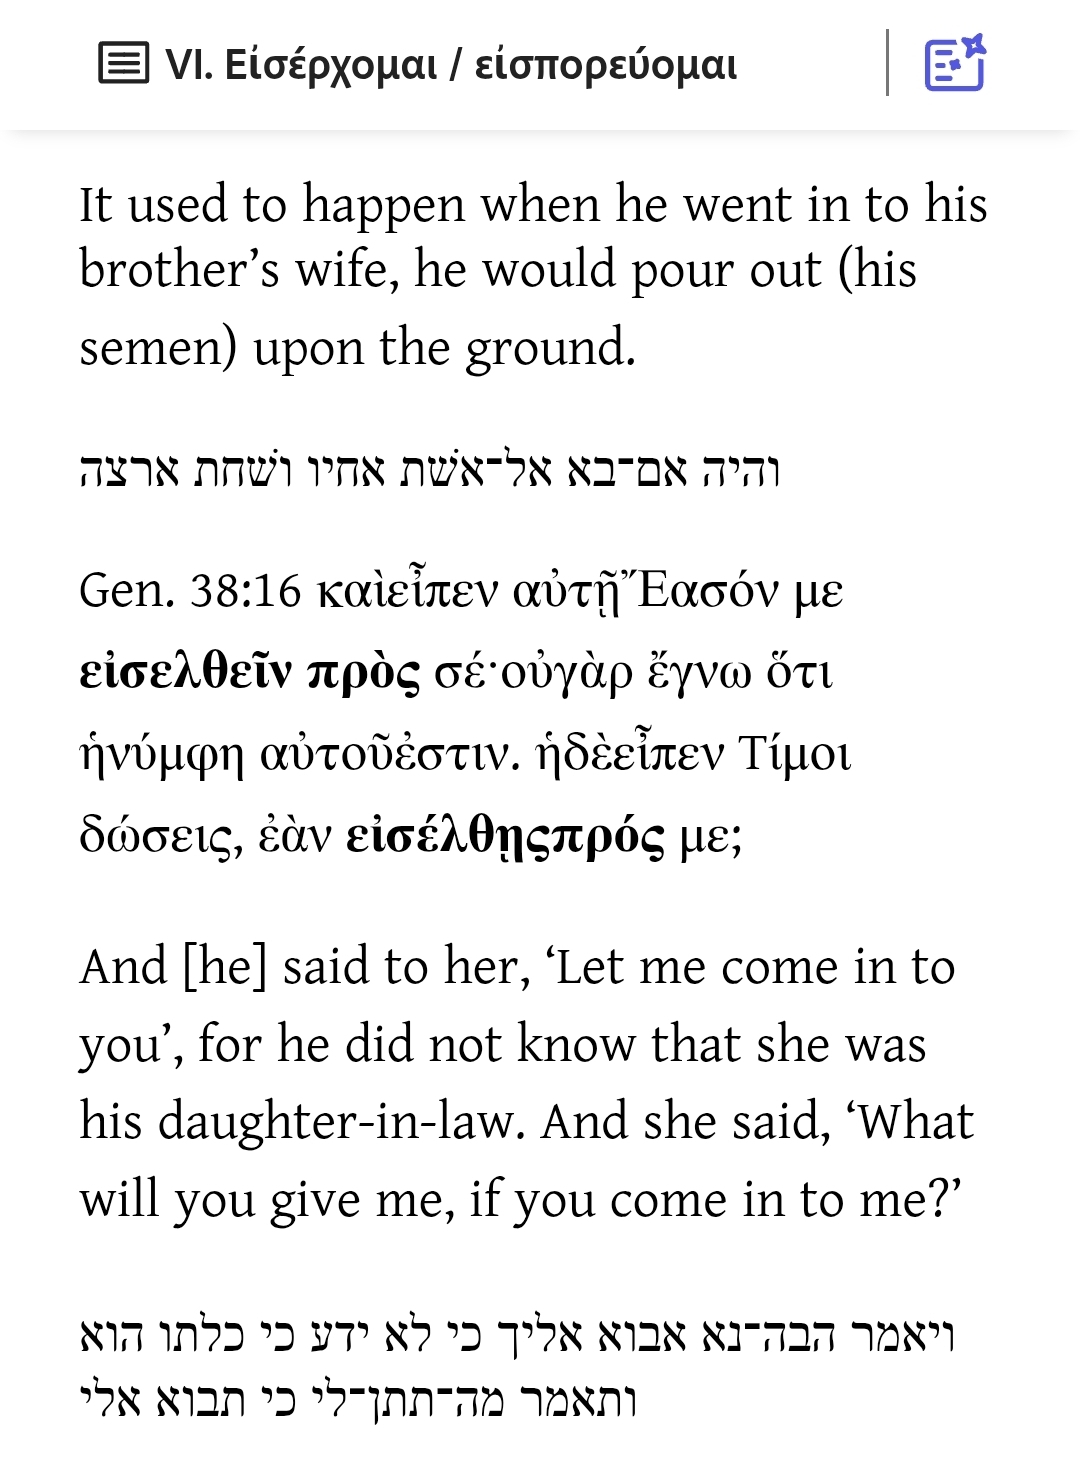 VI. Εἰσέρχομαι / εἰσπορεύομαι
It used to happen when he went in to his
brother’s wife, he would pour out (his
semen) upon the ground.
והיה אם־בא אל־אשׁת אחיו ושׁחת ארצה
Gen. 38:16 καὶεἶπεν αὐτῇἜασόν με
εἰσελθεῖν πρὸς σέ·οὐγὰρ ἔγνω ὅτι
ἡνύμφη αὐτοῦἐστιν. ἡδὲεἶπεν Τίμοι
δώσεις, ἐὰν εἰσέλθῃςπρός με;
And [he] said to her, ‘Let me come in to
you’, for he did not know that she was
his daughter-in-law. And she said, ‘What
will you give me, if you come in to me?’
ויאמר הבה־נא אבוא אליך כי לא ידע כי כלתו הוא
ותאמר מה־תתן־לי כי תבוא אלי